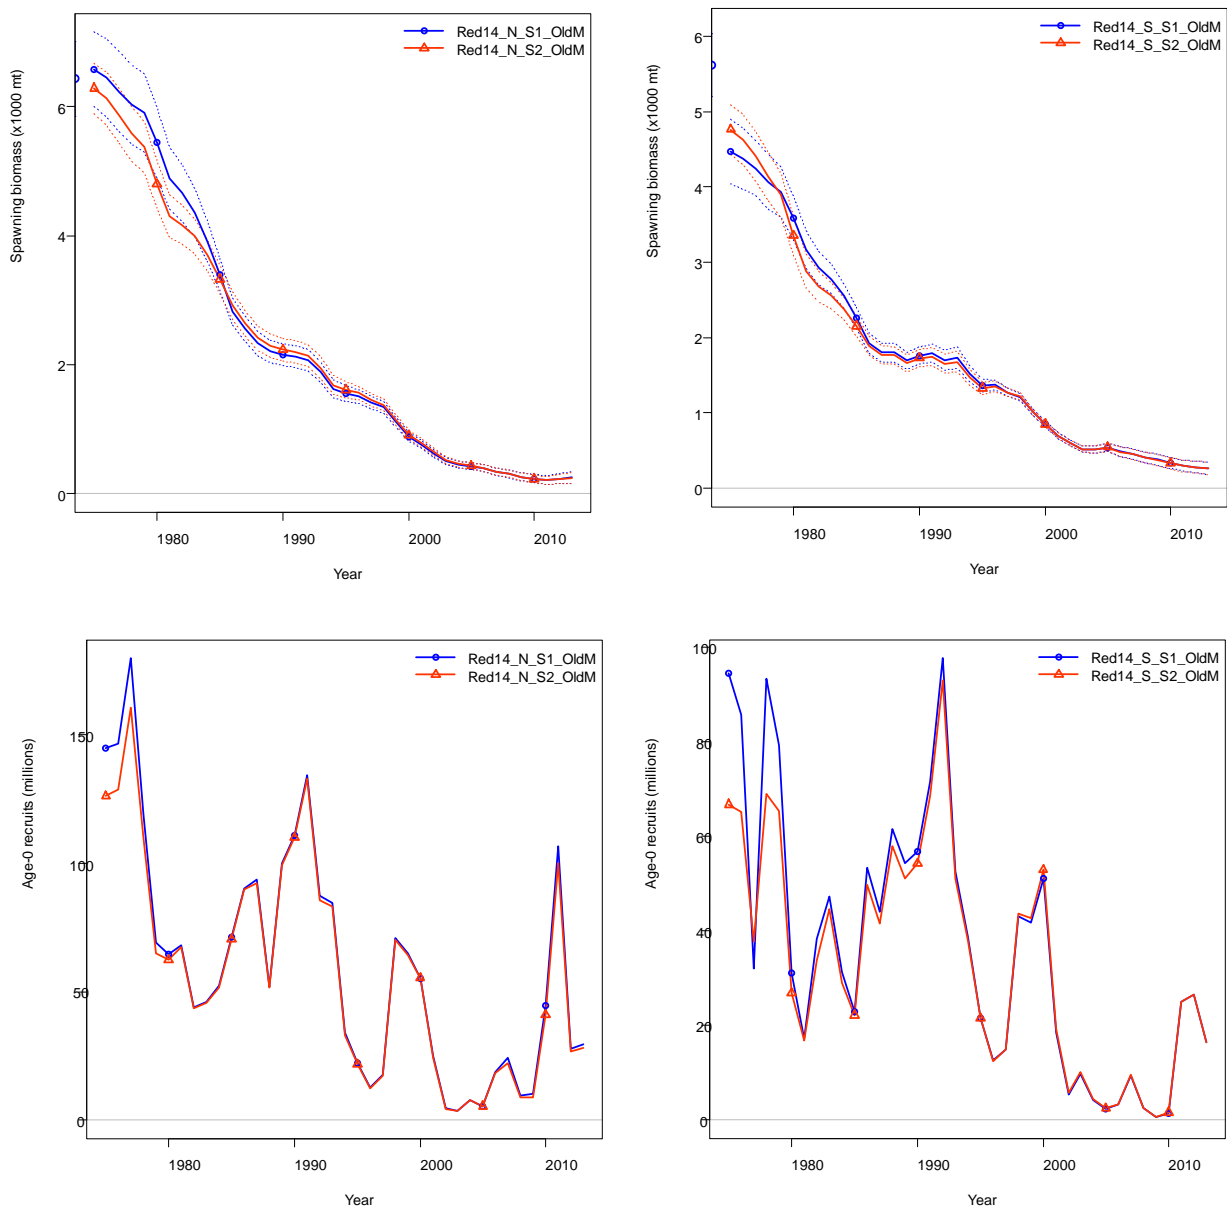 Red14_N_S1_OldM
Red14_N_S2_OldM
Spawning biomass (x1000 mt)
6
4
2
0
1980 1990 2000 2010
Year
Red14_S_S1_OldM
Red14_S_S2_OldM
Spawning biomass (x1000 mt)
6
5
4
3
2
1
0
1980 1990 2000 2010
Year
Red14_N_S1_OldM
Red14_N_S2_OldM
Age-0 recruits (millions)
150
100
50
0
1980 1990 2000 2010
Year
Red14_S_S1_OldM
Red14_S_S2_OldM
Age-0 recruits (millions)
100
80
60
40
20
0
1980 1990 2000 2010
Year